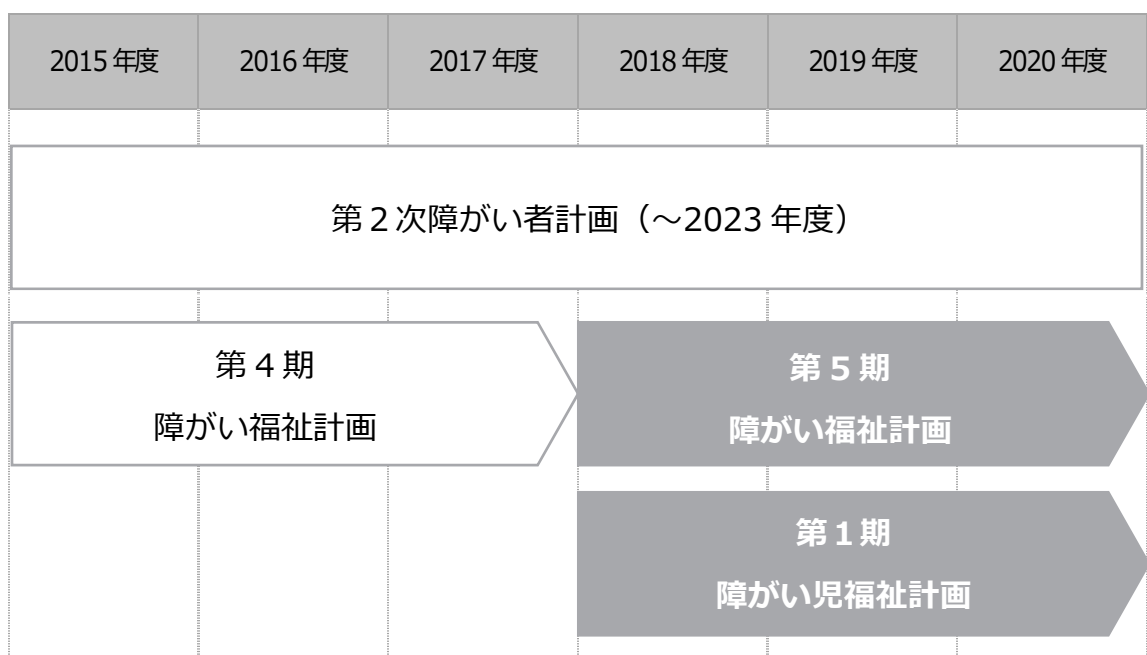 2015年度 2016年度 2017年度 2018年度 2019年度 2020年度
第2次障がい者計画（～2023年度）
第4期
障がい福祉計画
第5期
障がい福祉計画
第1期
障がい児福祉計画